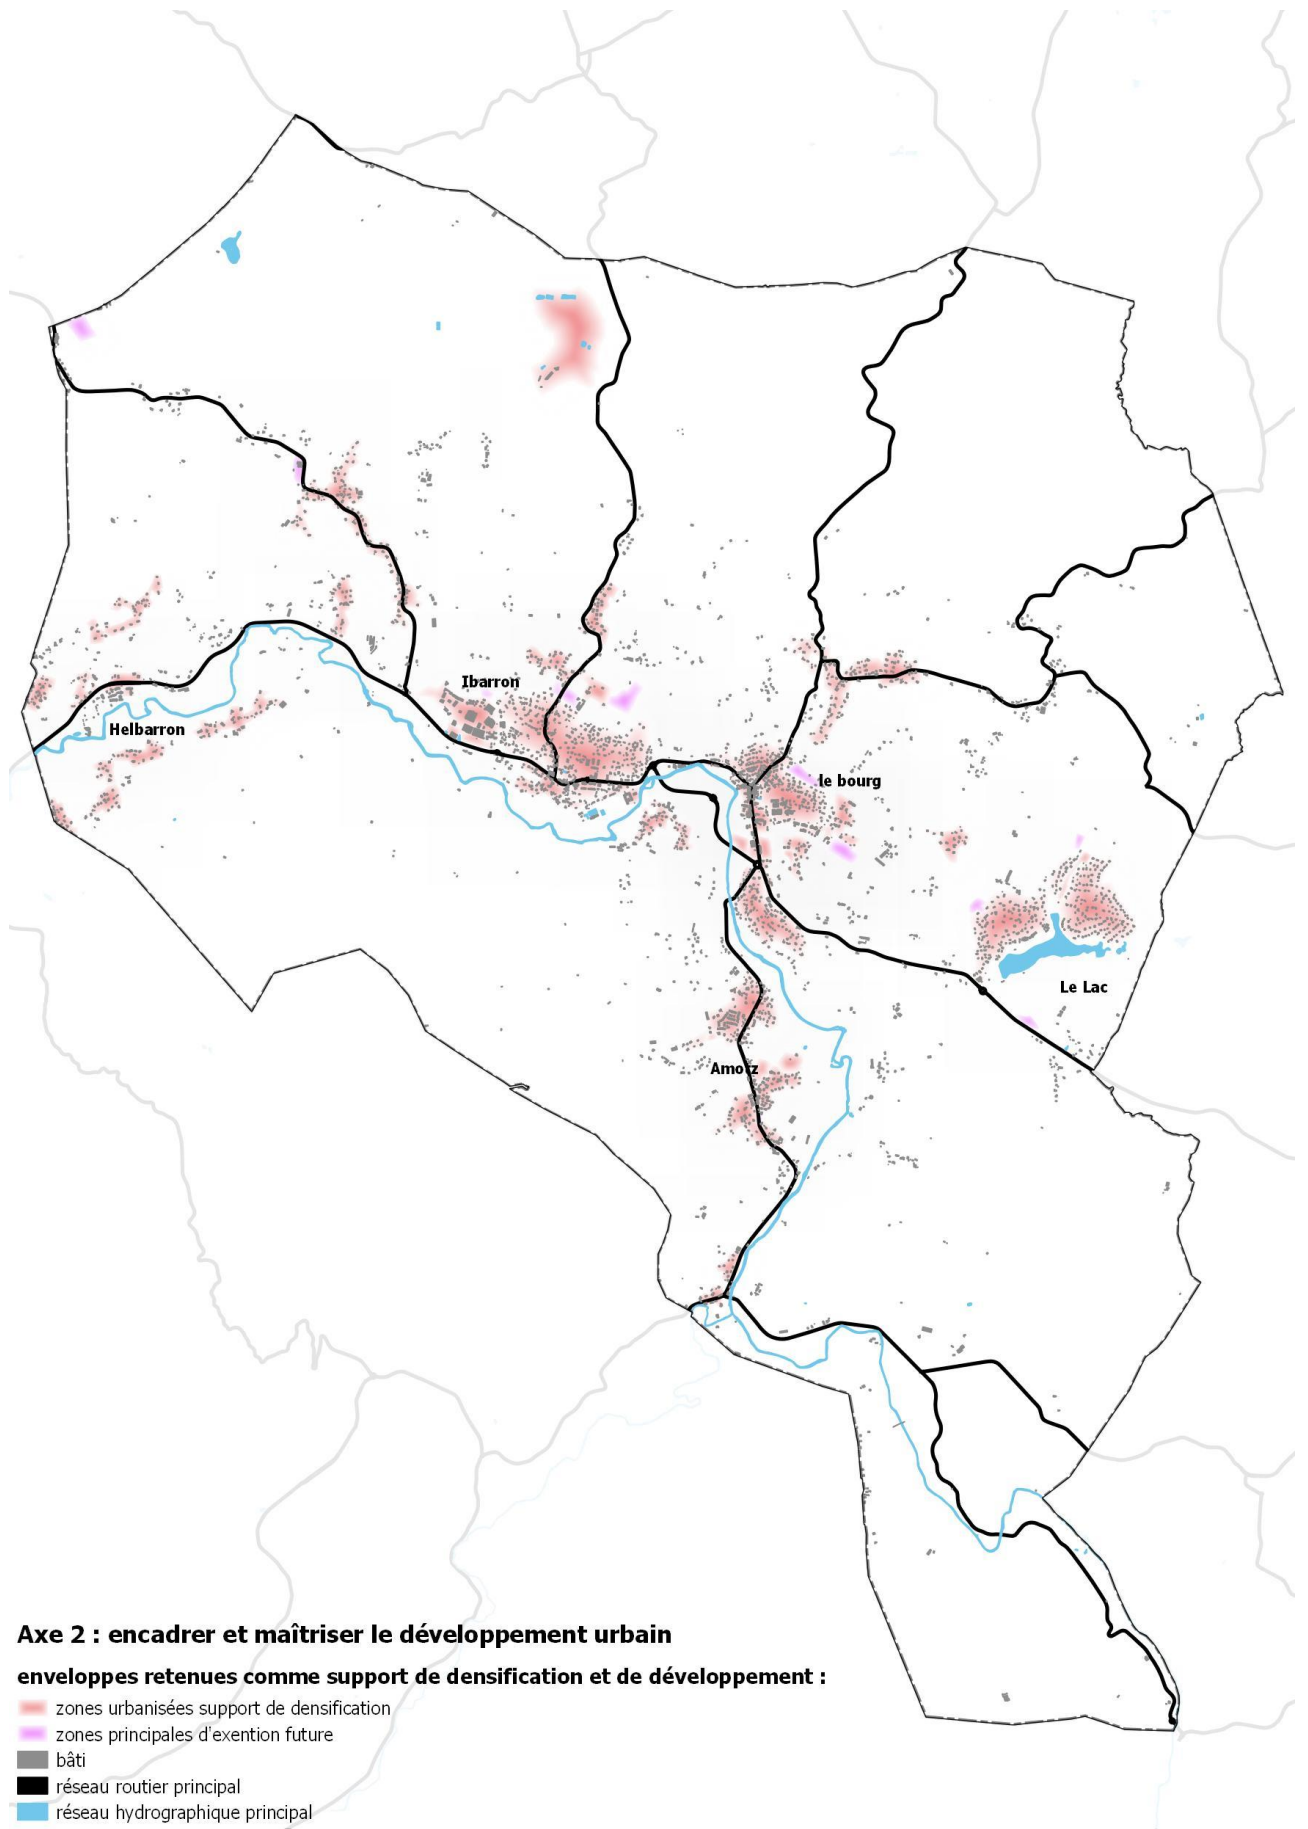 Ibarron
Helbarron
le bourg
Le Lac
Amotz
Axe 2 : encadrer et maîtriser le développement urbain
enveloppes retenues comme support de densification et de développement :
zones urbanisées support de densification
zones principales d'exention future
bâti
réseau routier principal
réseau hydrographique principal